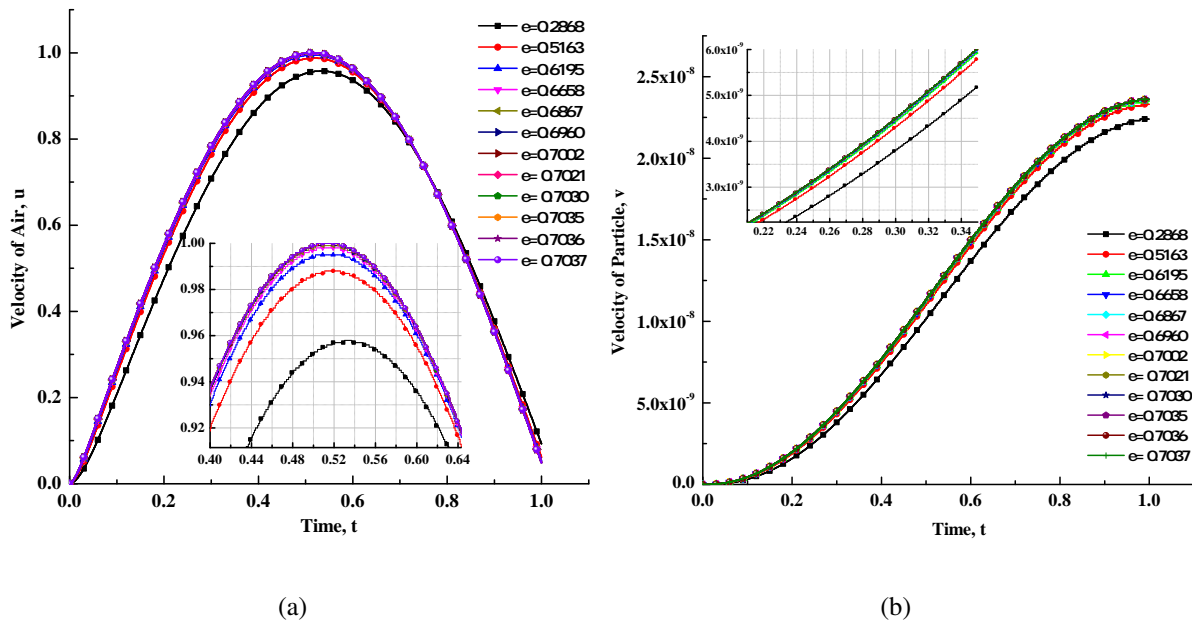 Velocity of Air, u
1.0
0.8
0.6
0.4
0.2
0.0
0.0
0.2
0.4
0.6
0.8
1.0
Time, t
e=0.2868
e=0.5163
e=0.6195
e=0.6658
e=0.6867
e=0.6960
e=0.7002
e=0.7021
e=0.7030
e=0.7035
e=0.7036
e=0.7037
1.00
0.98
0.96
0.94
0.92
0.40
0.44
0.48
0.52
0.56
0.60
0.64
(a)
Velocity of Particle, v
2.5x10⁻⁸
2.0x10⁻⁸
1.5x10⁻⁸
1.0x10⁻⁸
5.0x10⁻⁹
0.0
0.0
0.2
0.4
0.6
0.8
1.0
Time, t
6.0x10⁻⁹
5.0x10⁻⁹
4.0x10⁻⁹
3.0x10⁻⁹
0.22
0.24
0.26
0.28
0.30
0.32
0.34
e=0.2868
e=0.5163
e=0.6195
e=0.6658
e=0.6867
e=0.6960
e=0.7002
e= 0.7021
e= 0.7030
e= 0.7035
e= 0.7036
e= 0.7037
(b)